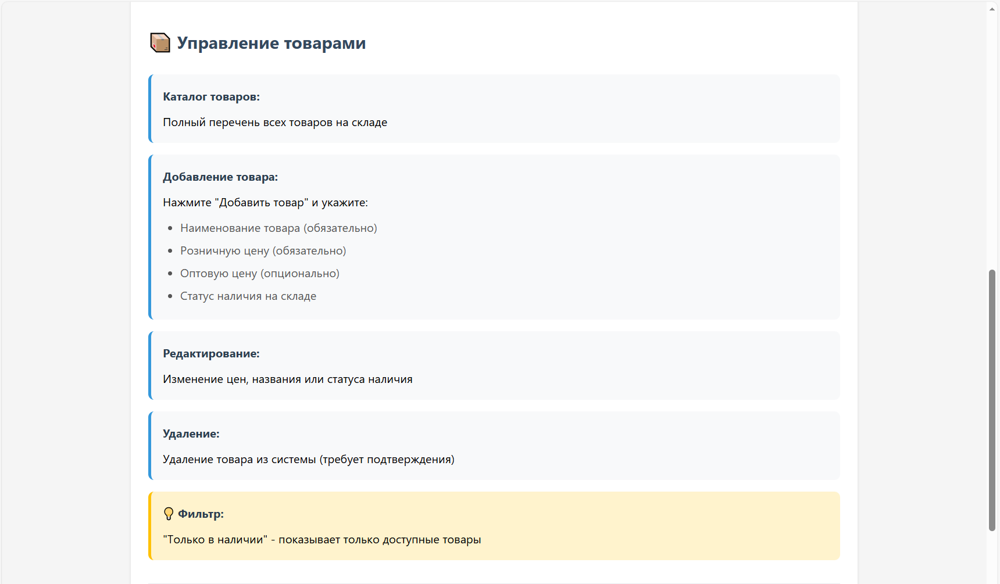 Управление товарами
Каталог товаров:
Полный перечень всех товаров на складе
Добавление товара:
Нажмите "Добавить товар" и укажите:
Наименование товара (обязательно)
Розничную цену (обязательно)
Оптовую цену (опционально)
Статус наличия на складе
Редактирование:
Изменение цен, названия или статуса наличия
Удаление:
Удаление товара из системы (требует подтверждения)
Фильтр:
"Только в наличии" - показывает только доступные товары